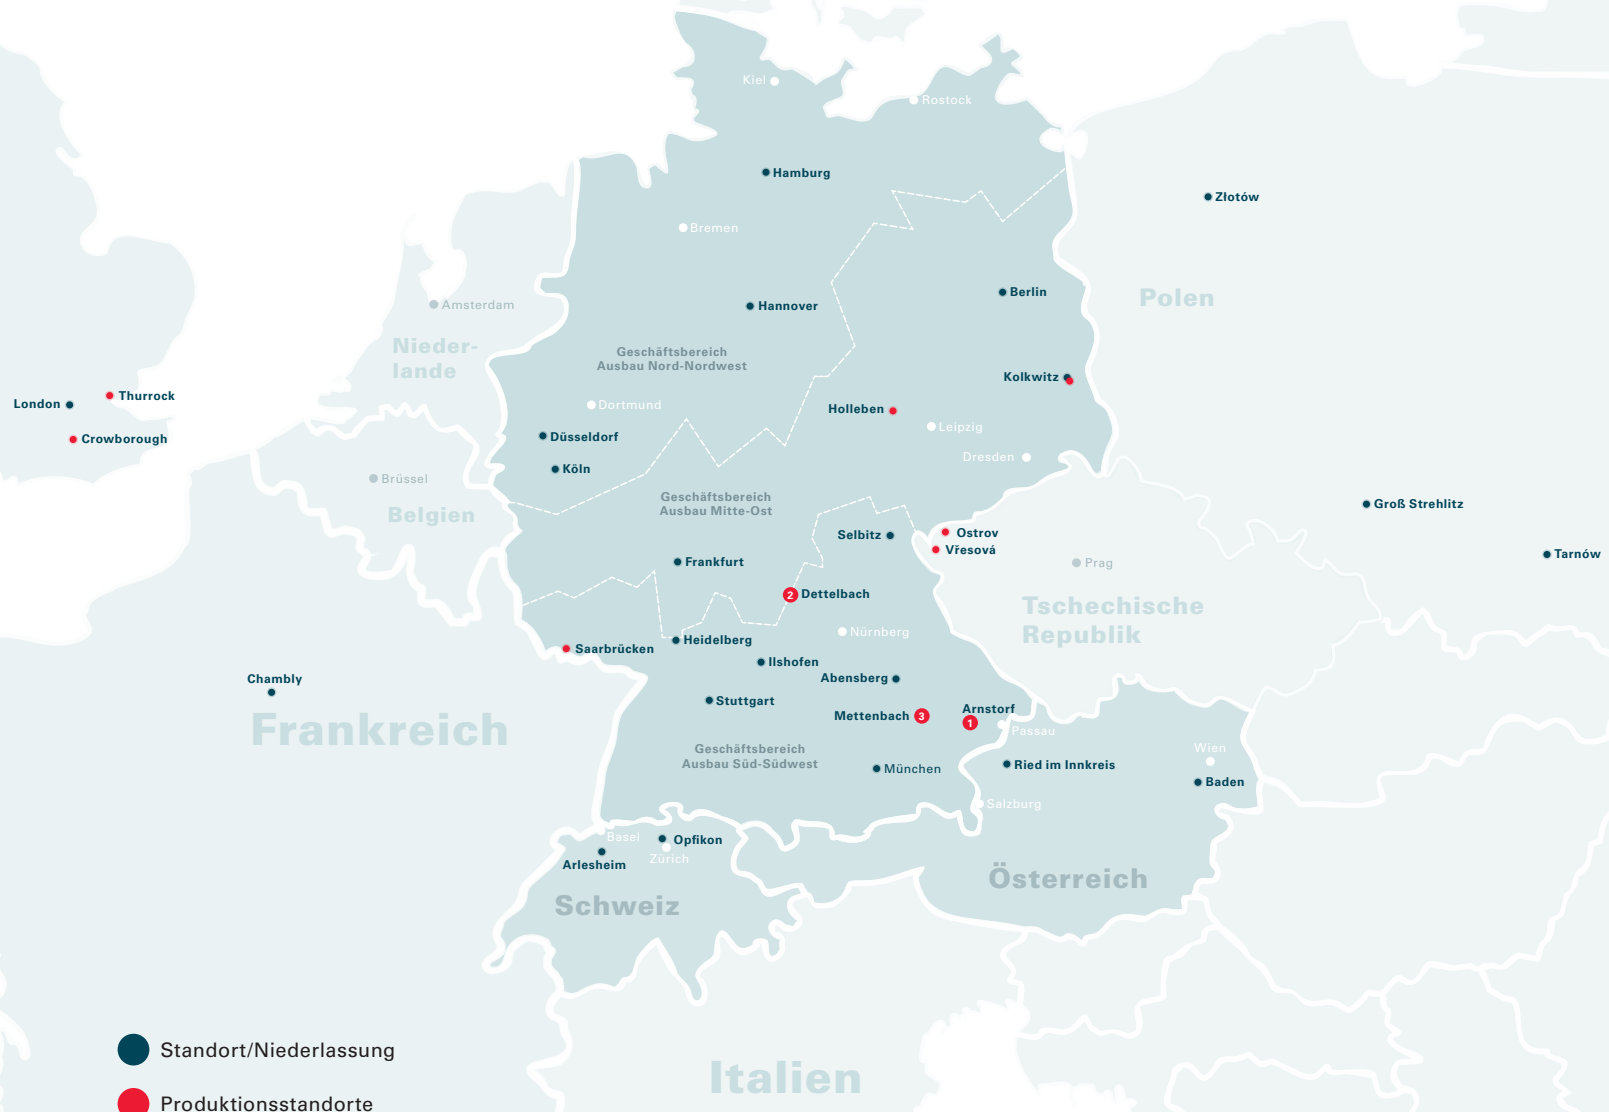 Kiel
Rostock
Hamburg
Złotów
Bremen
Berlin
Polen
Amsterdam
Hannover
Nieder-
lande
Geschäftsbereich
Ausbau Nord-Nordwest
Kolkwitz
London
Thurrock
Dortmund
Holleben
Crowborough
Düsseldorf
Leipzig
Köln
Dresden
Brüssel
Belgien
Geschäftsbereich
Ausbau Mitte-Ost
Groß Strehlitz
Selbitz
Ostrov
Vřesová
Tarnów
Frankfurt
Prag
2 Dettelbach
Tschechische
Republik
Nürnberg
Heidelberg
Saarbrücken
Ilshofen
Chambly
Abensberg
Stuttgart
Arnstorf
Mettenbach 3
1
Frankreich
Passau
Geschäftsbereich
Ausbau Süd-Südwest
Wien
München
Ried im Innkreis
Baden
Salzburg
Basel
Opfikon
Zürich
Arlesheim
Österreich
Schweiz
Standort/Niederlassung
Italien
Produktionsstandorte